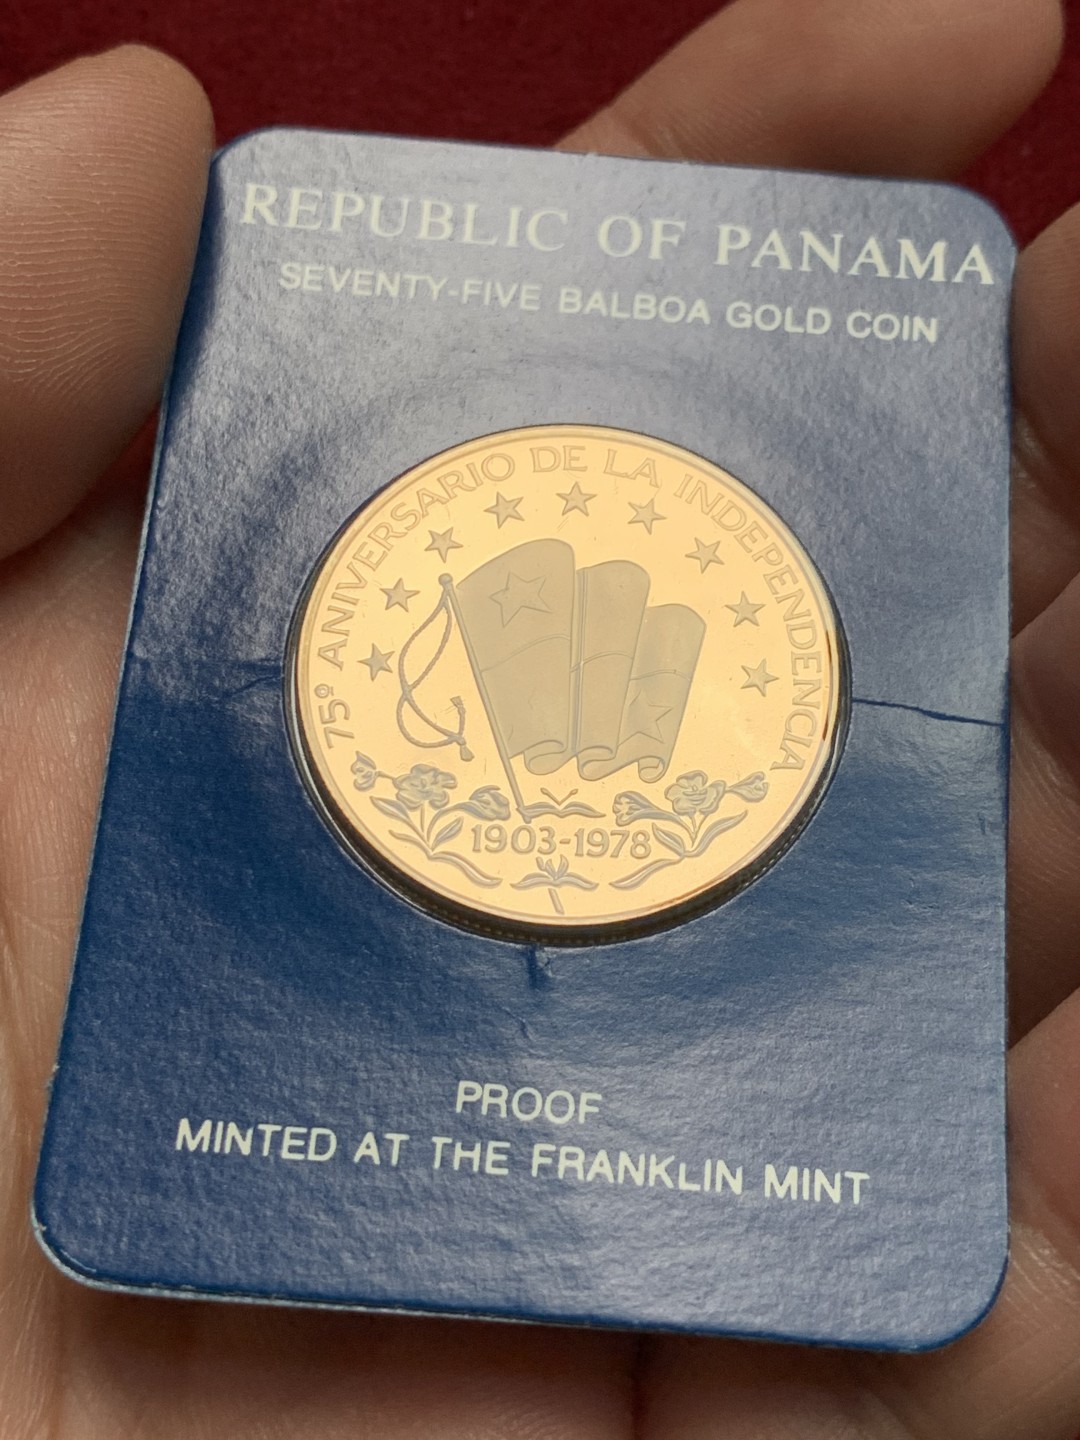 REPUBLIC OF PANAMA
SEVENTY-FIVE BALBOA GOLD COIN
75º ANIVERSARIO DE LA INDEPENDENCIA
1903-1978
PROOF
MINTED AT THE FRANKLIN MINT